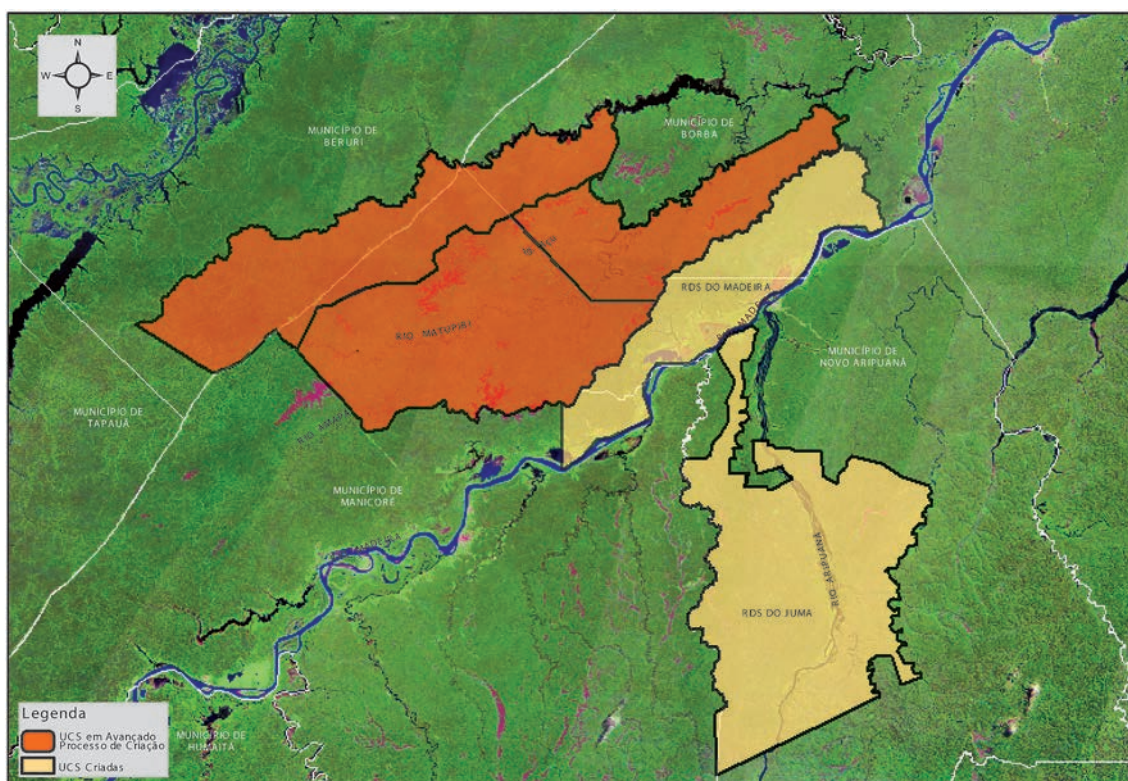 N
W E
S
MUNICÍPIO DE
BERURI
MUNICÍPIO DE
BORBA
RIO MATUPIRI
RDS DO MADEIRA
MUNICÍPIO DE
NOVO ARIPUANÃ
MUNICÍPIO DE
TAPAUÁ
MUNICÍPIO DE
MANICORÉ
RIO ARIPUANÃ
RDS DO JUMA
MUNICÍPIO DE
HUMAITÁ
Legenda
UCS em Avançado
Processo de Criação
UCS Criadas